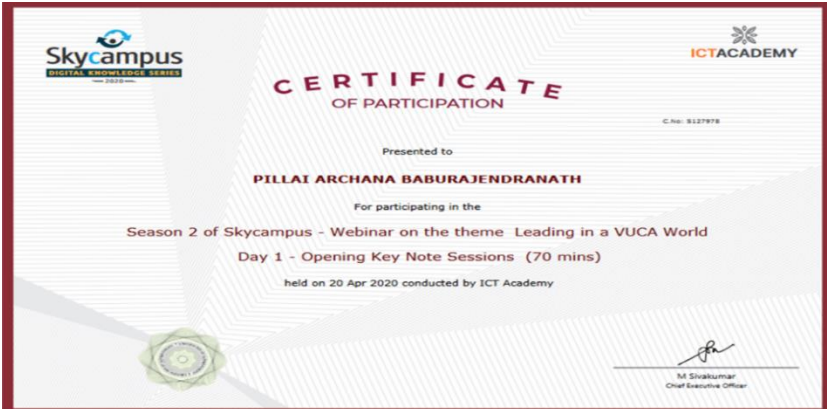 Skycampus
DIGITAL KNOWLEDGE SERIES
2020
ICTACADEMY
CERTIFICATE
OF PARTICIPATION
C.No: S127978
Presented to
PILLAI ARCHANA BABURAJENDRANATH
For participating in the
Season 2 of Skycampus - Webinar on the theme Leading in a VUCA World
Day 1 - Opening Key Note Sessions (70 mins)
held on 20 Apr 2020 conducted by ICT Academy
M Sivakumar
Chief Executive Officer